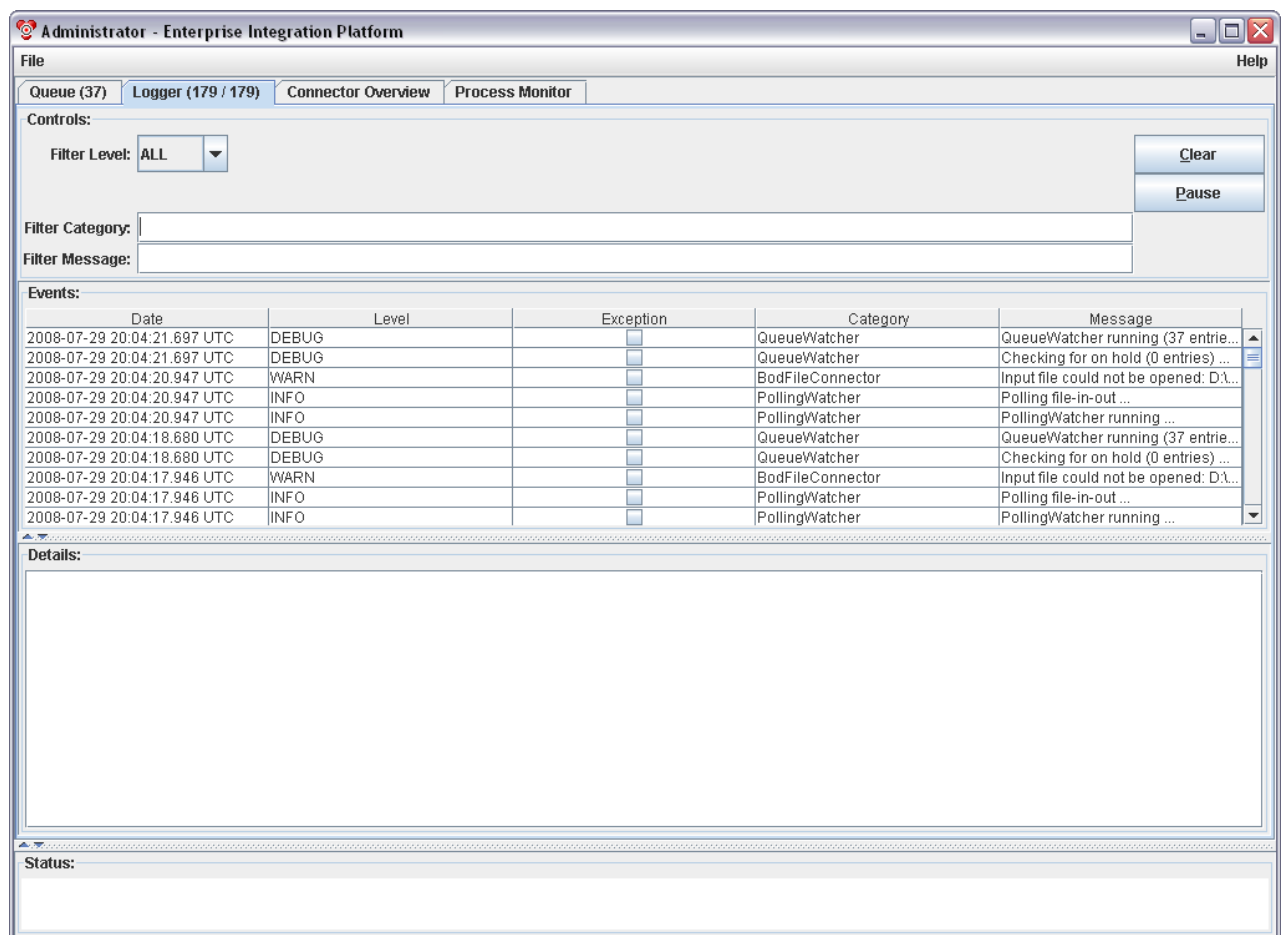 Administrator - Enterprise Integration Platform
File Help
Queue (37) Logger (179 / 179) Connector Overview Process Monitor
Controls:
Filter Level: ALL
Clear
Pause
Filter Category:
Filter Message:
Events:
Date Level Exception Category Message
2008-07-29 20:04:21.697 UTC DEBUG QueueWatcher QueueWatcher running (37 entrie...
2008-07-29 20:04:21.697 UTC DEBUG QueueWatcher Checking for on hold (0 entries) ...
2008-07-29 20:04:20.947 UTC WARN BodFileConnector Input file could not be opened: D:\...
2008-07-29 20:04:20.947 UTC INFO PollingWatcher Polling file-in-out ...
2008-07-29 20:04:20.947 UTC INFO PollingWatcher PollingWatcher running ...
2008-07-29 20:04:18.680 UTC DEBUG QueueWatcher QueueWatcher running (37 entrie...
2008-07-29 20:04:18.680 UTC DEBUG QueueWatcher Checking for on hold (0 entries) ...
2008-07-29 20:04:17.946 UTC WARN BodFileConnector Input file could not be opened: D:\...
2008-07-29 20:04:17.946 UTC INFO PollingWatcher Polling file-in-out ...
2008-07-29 20:04:17.946 UTC INFO PollingWatcher PollingWatcher running ...
Details:
Status: